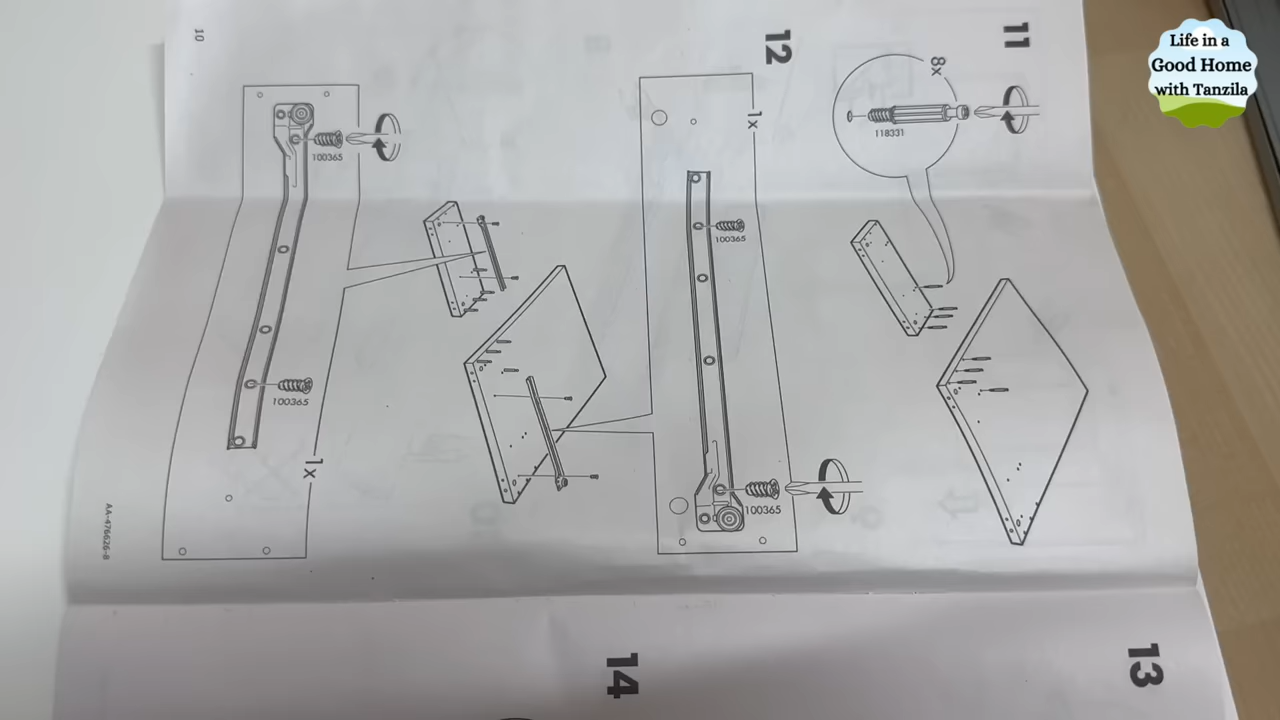 11
8x
118331
12
1x
100365
100365
100365
100365
1x
10
AA-476626-8
13
14
Life in a
Good Home
with Tanzila